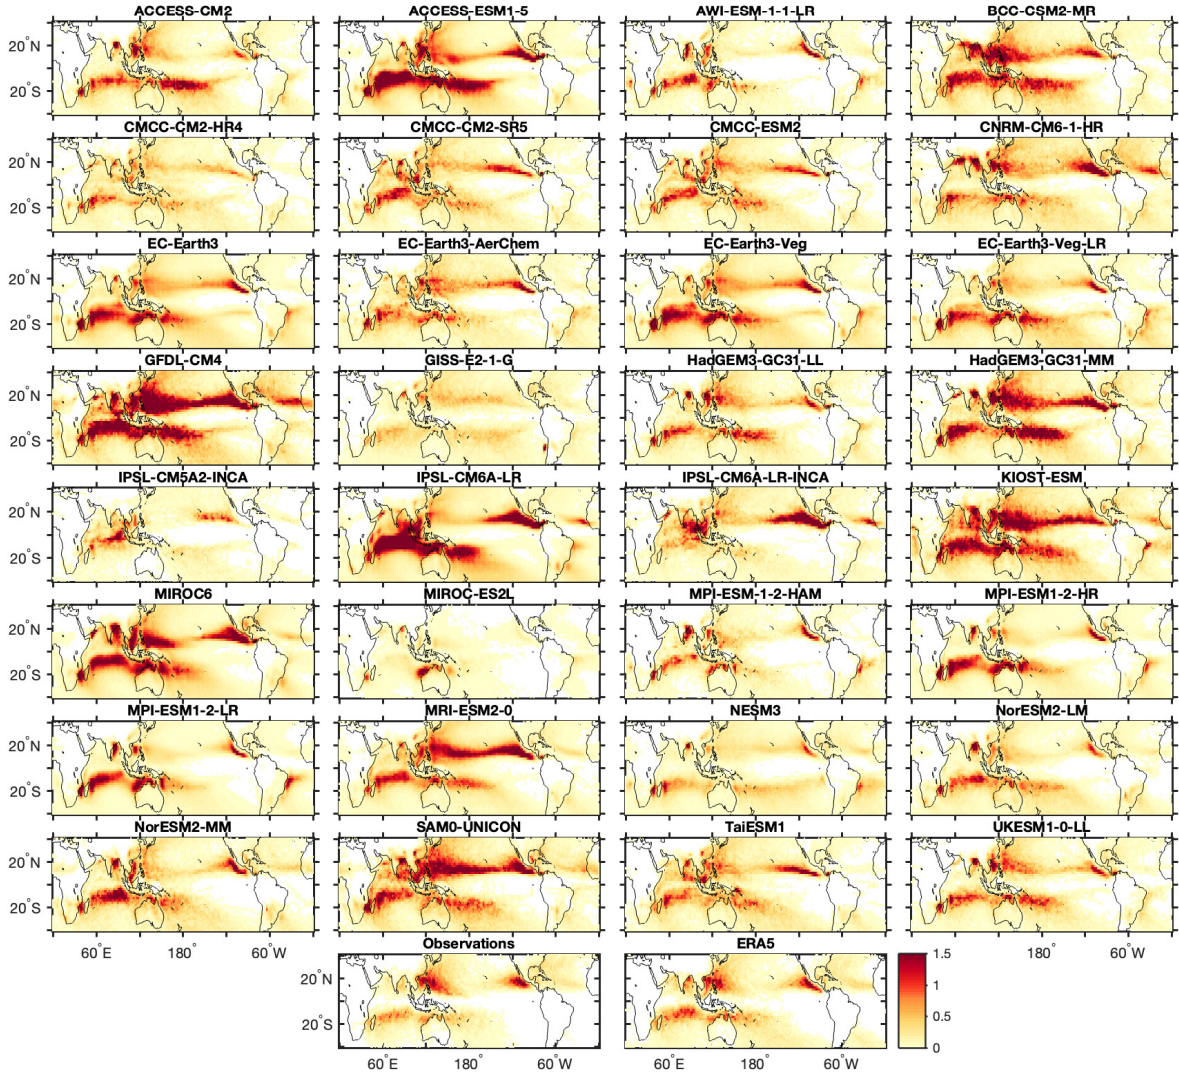 ACCESS-CM2 ACCESS-ESM1-5 AWI-ESM-1-1-LR BCC-CSM2-MR
20°N
20°S
CMCC-CM2-HR4 CMCC-CM2-SR5 CMCC-ESM2 CNRM-CM6-1-HR
20°N
20°S
EC-Earth3 EC-Earth3-AerChem EC-Earth3-Veg EC-Earth3-Veg-LR
20°N
20°S
GFDL-CM4 GISS-E2-1-G HadGEM3-GC31-LL HadGEM3-GC31-MM
20°N
20°S
IPSL-CM5A2-INCA IPSL-CM6A-LR IPSL-CM6A-LR-INCA KIOST-ESM
20°N
20°S
MIROC6 MIROC-ES2L MPI-ESM-1-2-HAM MPI-ESM1-2-HR
20°N
20°S
MPI-ESM1-2-LR MRI-ESM2-0 NESM3 NorESM2-LM
20°N
20°S
NorESM2-MM SAM0-UNICON TaiESM1 UKESM1-0-LL
20°N
20°S
60°E 180° 60°W 180° 60°W
Observations ERA5
1.5
20°N
1
0.5
20°S
0
60°E 180° 60°W 60°E 180° 60°W